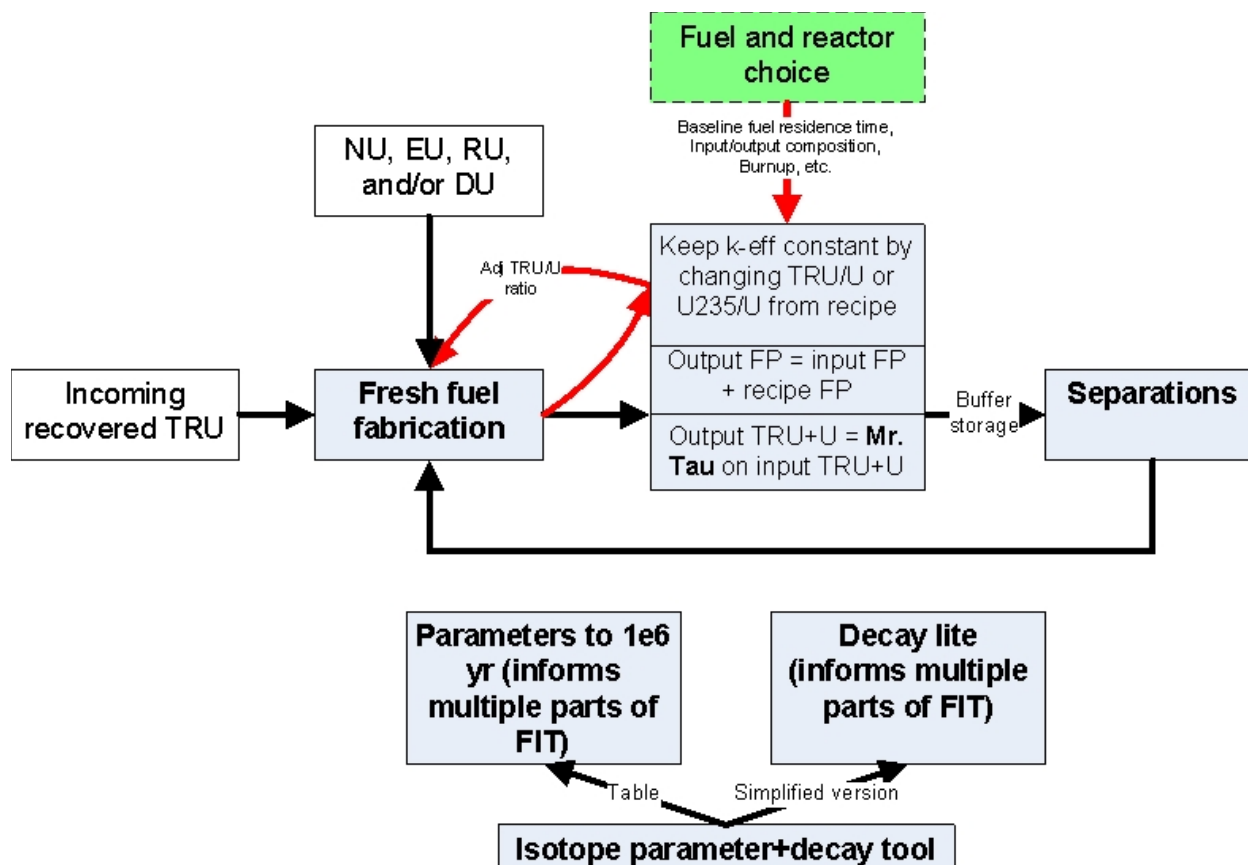 Fuel and reactor
choice
Baseline fuel residence time,
Input/output composition,
Burnup, etc.
NU, EU, RU,
and/or DU
Adj TRU/U
ratio
Keep k-eff constant by
changing TRU/U or
U235/U from recipe
Incoming
recovered TRU
Fresh fuel
fabrication
Output FP = input FP
+ recipe FP
Output TRU+U = Mr.
Tau on input TRU+U
Buffer
storage
Separations
Parameters to 1e6
yr (informs
multiple parts of
FIT)
Decay lite
(informs multiple
parts of FIT)
Table
Simplified version
Isotope parameter+decay tool